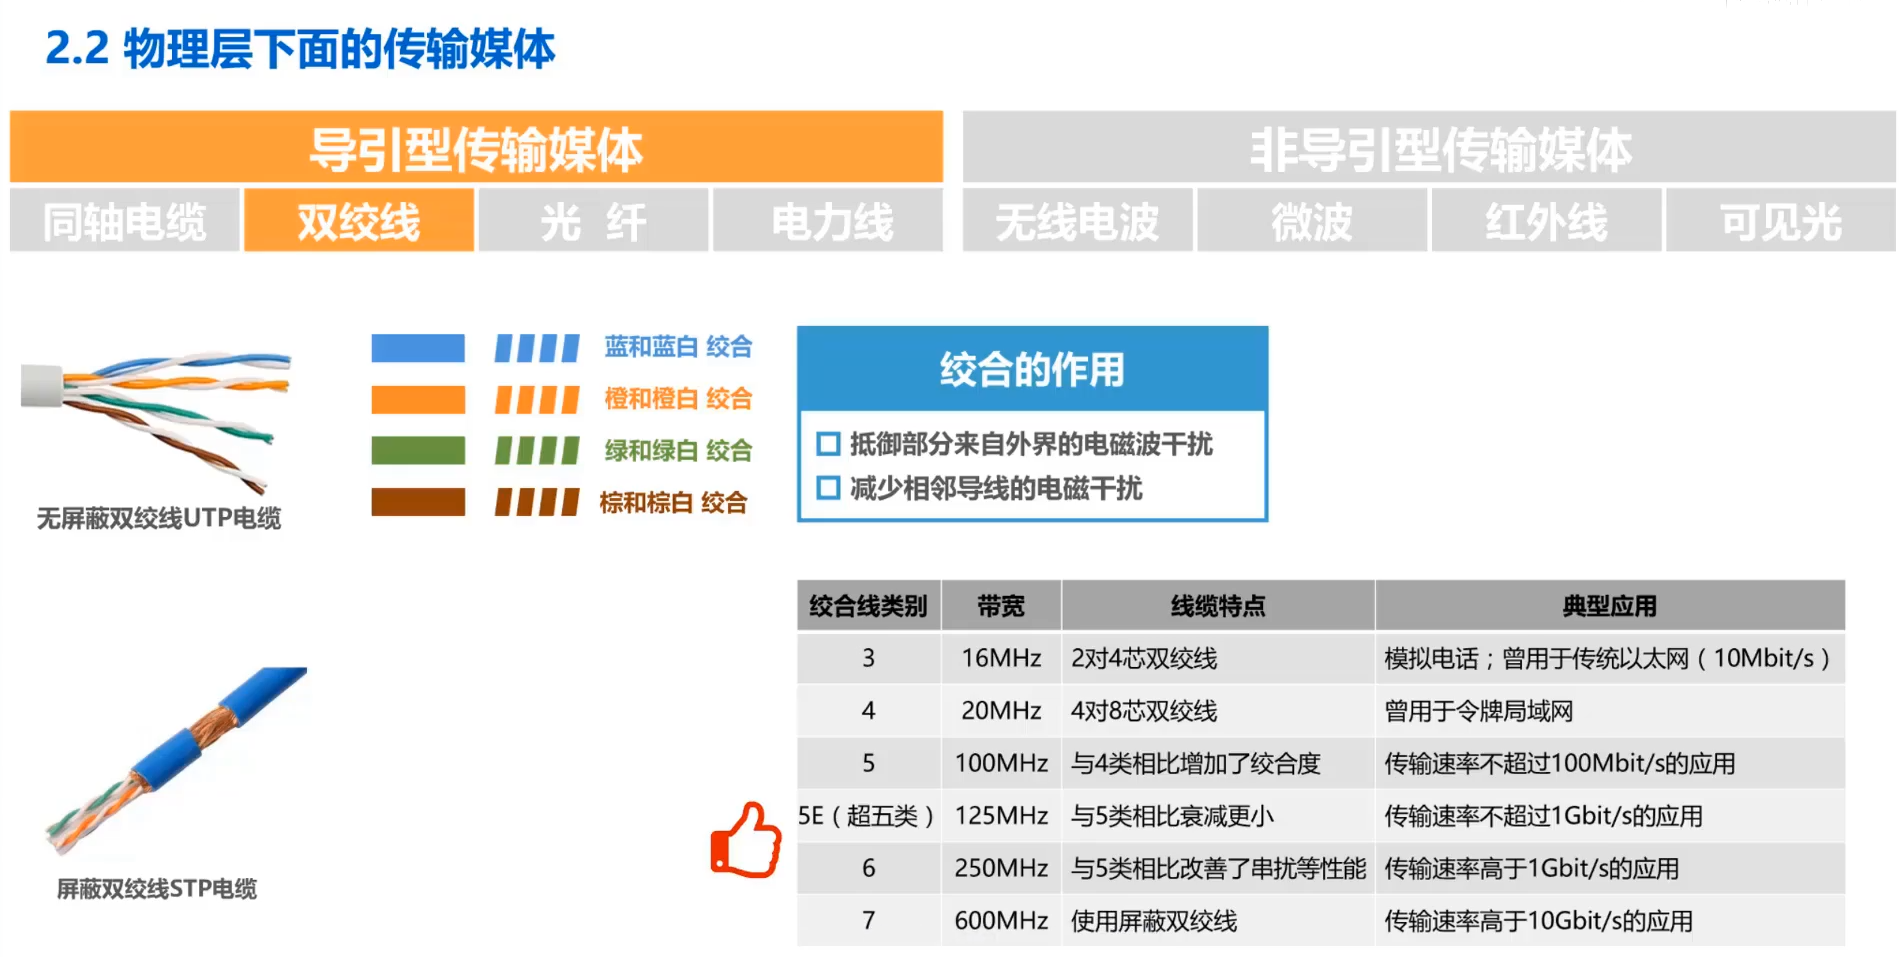 2.2 物理层下面的传输媒体
导引型传输媒体
非导引型传输媒体
同轴电缆 双绞线 光 纤 电力线 无线电波 微波 红外线 可见光
蓝和蓝白 绞合
橙和橙白 绞合
绿和绿白 绞合
棕和棕白 绞合
无屏蔽双绞线UTP电缆
绞合的作用
抵御部分来自外界的电磁波干扰
减少相邻导线的电磁干扰
屏蔽双绞线STP电缆
绞合线类别 带宽 线缆特点 典型应用
3 16MHz 2对4芯双绞线 模拟电话；曾用于传统以太网（10Mbit/s）
4 20MHz 4对8芯双绞线 曾用于令牌局域网
5 100MHz 与4类相比增加了绞合度 传输速率不超过100Mbit/s的应用
5E（超五类） 125MHz 与5类相比衰减更小 传输速率不超过1Gbit/s的应用
6 250MHz 与5类相比改善了串扰等性能 传输速率高于1Gbit/s的应用
7 600MHz 使用屏蔽双绞线 传输速率高于10Gbit/s的应用